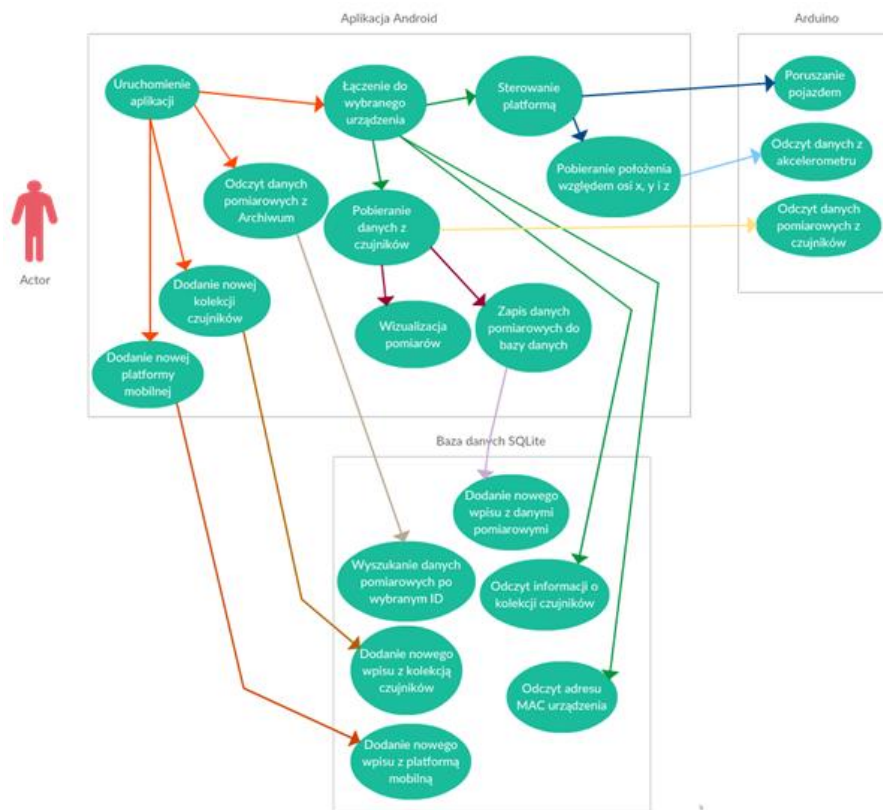 Aplikacja Android
Arduino
Uruchomienie
aplikacji
Łączenie do
wybranego
urządzenia
Sterowanie
platformą
Poruszanie
pojazdem
Odczyt danych z
akcelerometru
Pobieranie położenia
względem osi x, y i z
Odczyt danych
pomiarowych z
Archiwum
Pobieranie
danych z
czujników
Odczyt danych
pomiarowych z
czujników
Actor
Dodanie nowej
kolekcji
czujników
Wizualizacja
pomiarów
Zapis danych
pomiarowych do
bazy danych
Dodanie nowej
platformy
mobilnej
Baza danych SQLite
Dodanie nowego
wpisu z danymi
pomiarowymi
Wyszukanie danych
pomiarowych po
wybranym ID
Odczyt informacji o
kolekcji czujników
Dodanie nowego
wpisu z kolekcją
czujników
Odczyt adresu
MAC urządzenia
Dodanie nowego
wpisu z platformą
mobilną